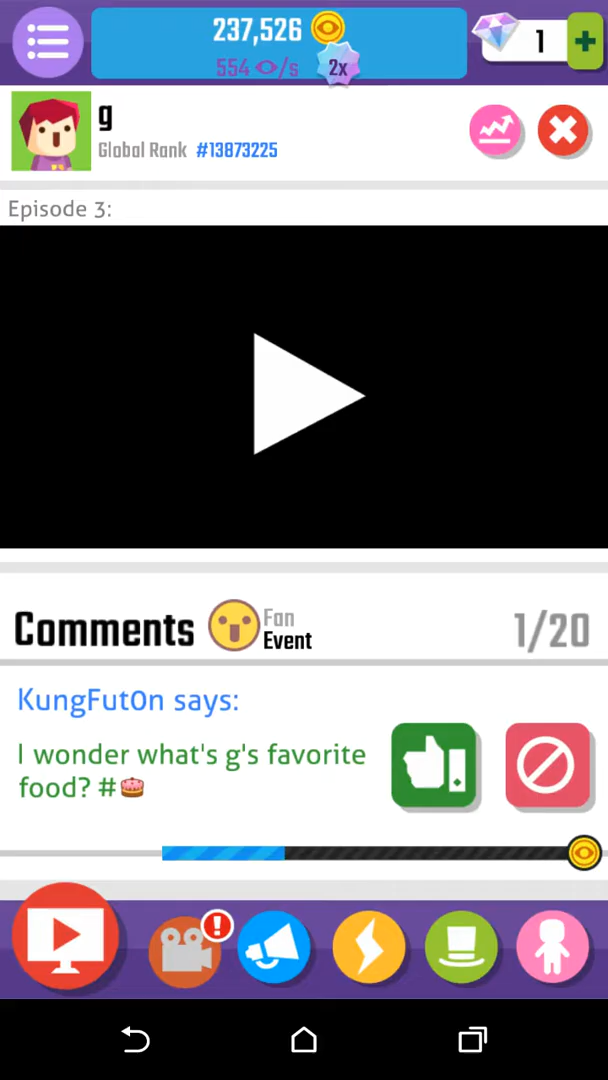 237,526
554 /s
2x
1
g
Global Rank #13873225
Episode 3:
Comments
Fan
Event
1/20
KungFut0n says:
I wonder what's g's favorite
food? #🎂